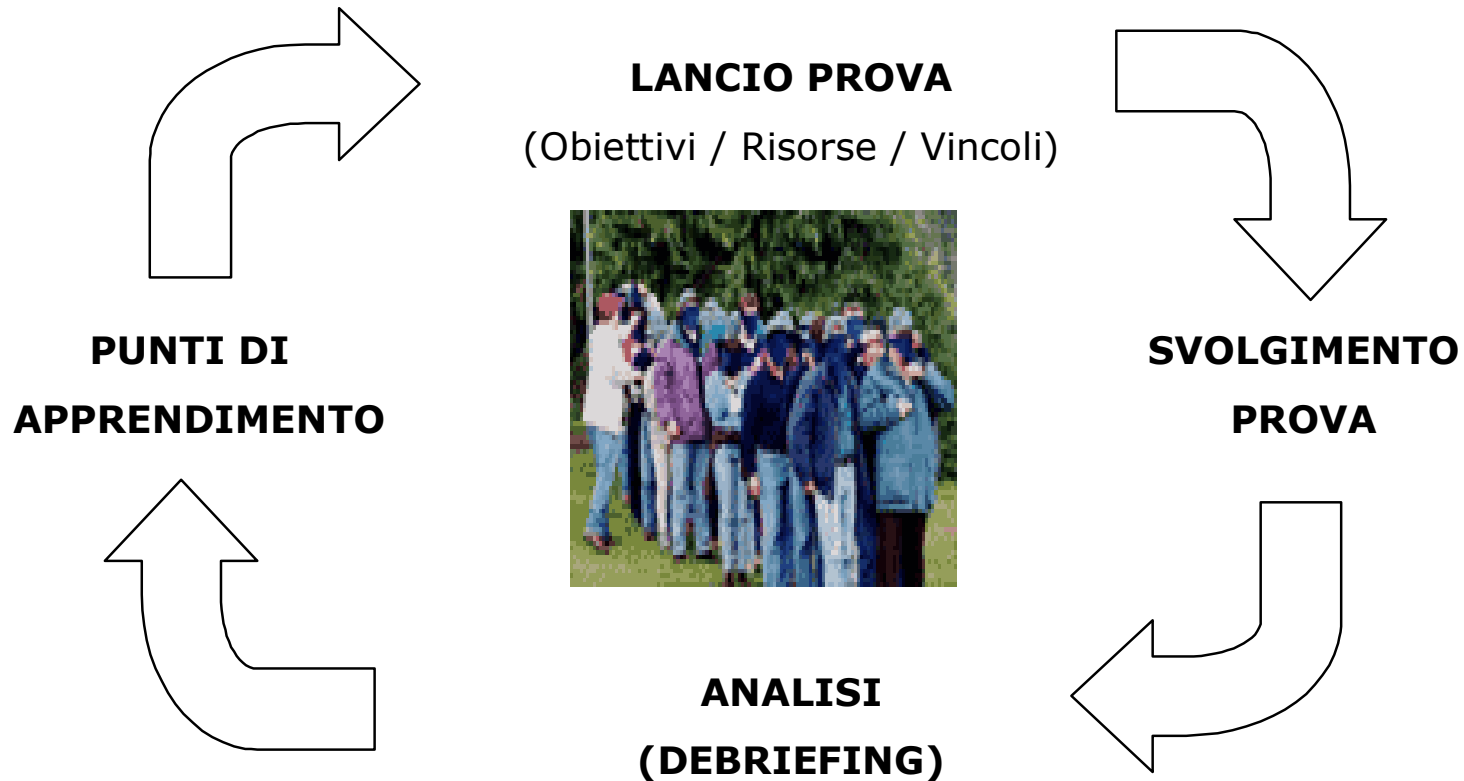 LANCIO PROVA
(Obiettivi / Risorse / Vincoli)
SVOLGIMENTO
PROVA
ANALISI
(DEBRIEFING)
PUNTI DI
APPRENDIMENTO